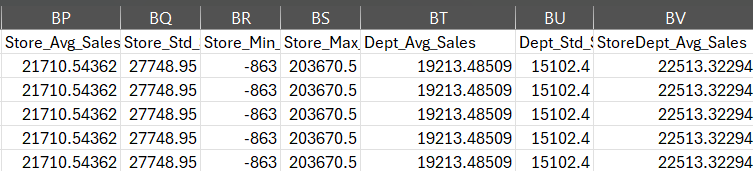 BP BQ BR BS BT BU BV
Store_Avg_Sales Store_Std_ Store_Min_ Store_Max_ Dept_Avg_Sales Dept_Std_S StoreDept_Avg_Sales
21710.54362 27748.95 -863 203670.5 19213.48509 15102.4 22513.32294
21710.54362 27748.95 -863 203670.5 19213.48509 15102.4 22513.32294
21710.54362 27748.95 -863 203670.5 19213.48509 15102.4 22513.32294
21710.54362 27748.95 -863 203670.5 19213.48509 15102.4 22513.32294
21710.54362 27748.95 -863 203670.5 19213.48509 15102.4 22513.32294